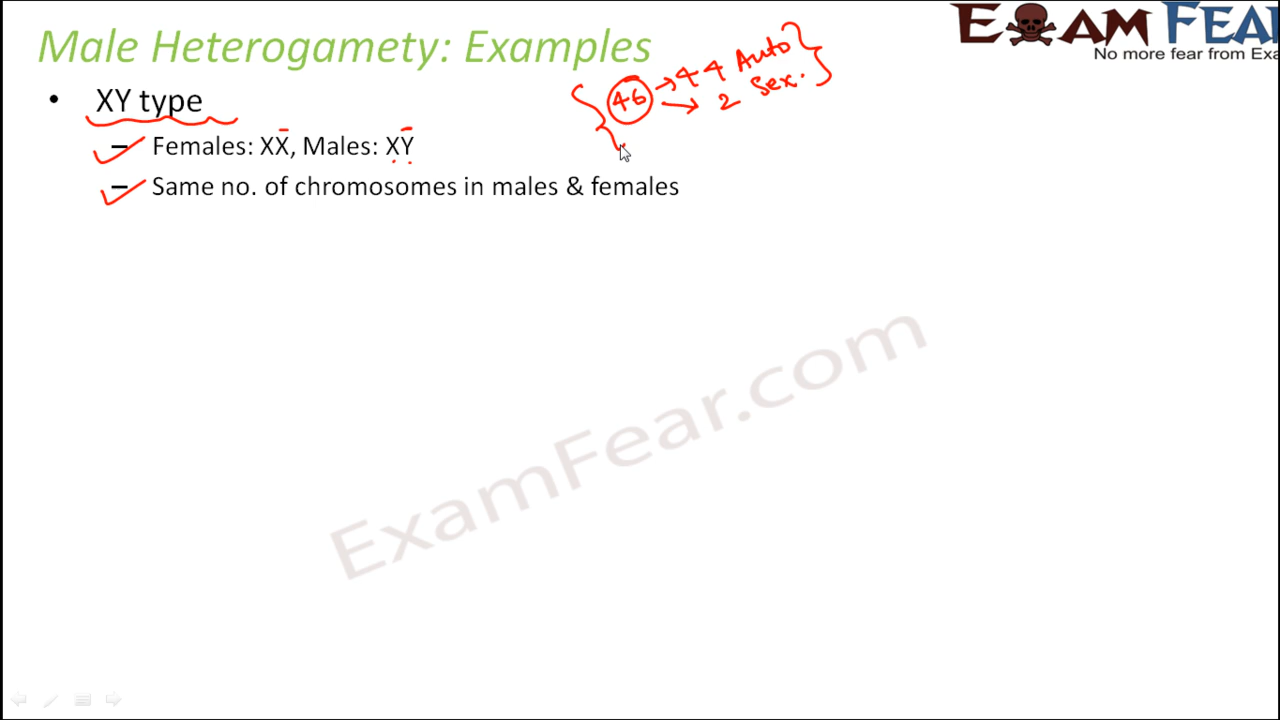 Male Heterogamety: Examples
EXAM FEAR
No more fear from Exa
• XY type
– Females: XX, Males: XY
– Same no. of chromosomes in males & females
46 → 44 Auto
→ 2 Sex.
ExamFear.com